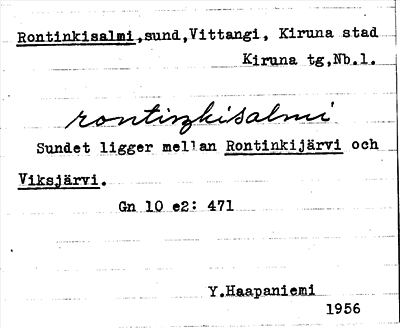 Rontinkisalmi,sund,Vittangi, Kiruna stad
Kiruna tg,Nb.l.
rontiŋkisalmi
Sundet ligger mellan Rontinkijärvi och
Viksjärvi.
Gn 10 e2: 471
Y.Haapaniemi
1956